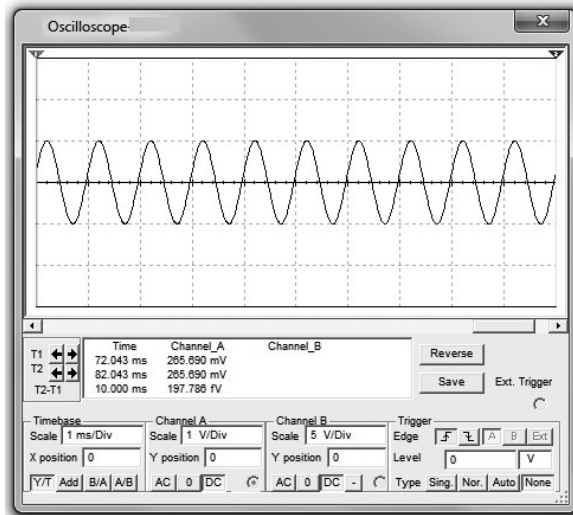 Oscilloscope-
1 2
Time Channel_A Channel_B
T1 72.043 ms 265.690 mV
T2 82.043 ms 265.690 mV
T2-T1 10.000 ms 197.786 fV
Reverse
Save
Ext. Trigger
Timebase
Scale 1 ms/Div
X position 0
Y/T Add B/A A/B
Channel A
Scale 1 V/Div
Y position 0
AC 0 DC
Channel B
Scale 5 V/Div
Y position 0
AC 0 DC -
Trigger
Edge A B Ext
Level 0 V
Type Sing. Nor. Auto None